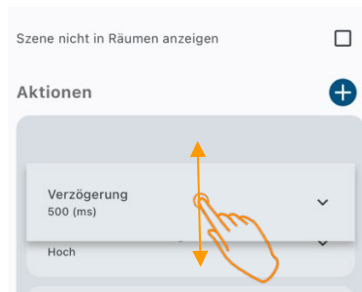 Szene nicht in Räumen anzeigen
Aktionen
Verzögerung
500 (ms)
Hoch